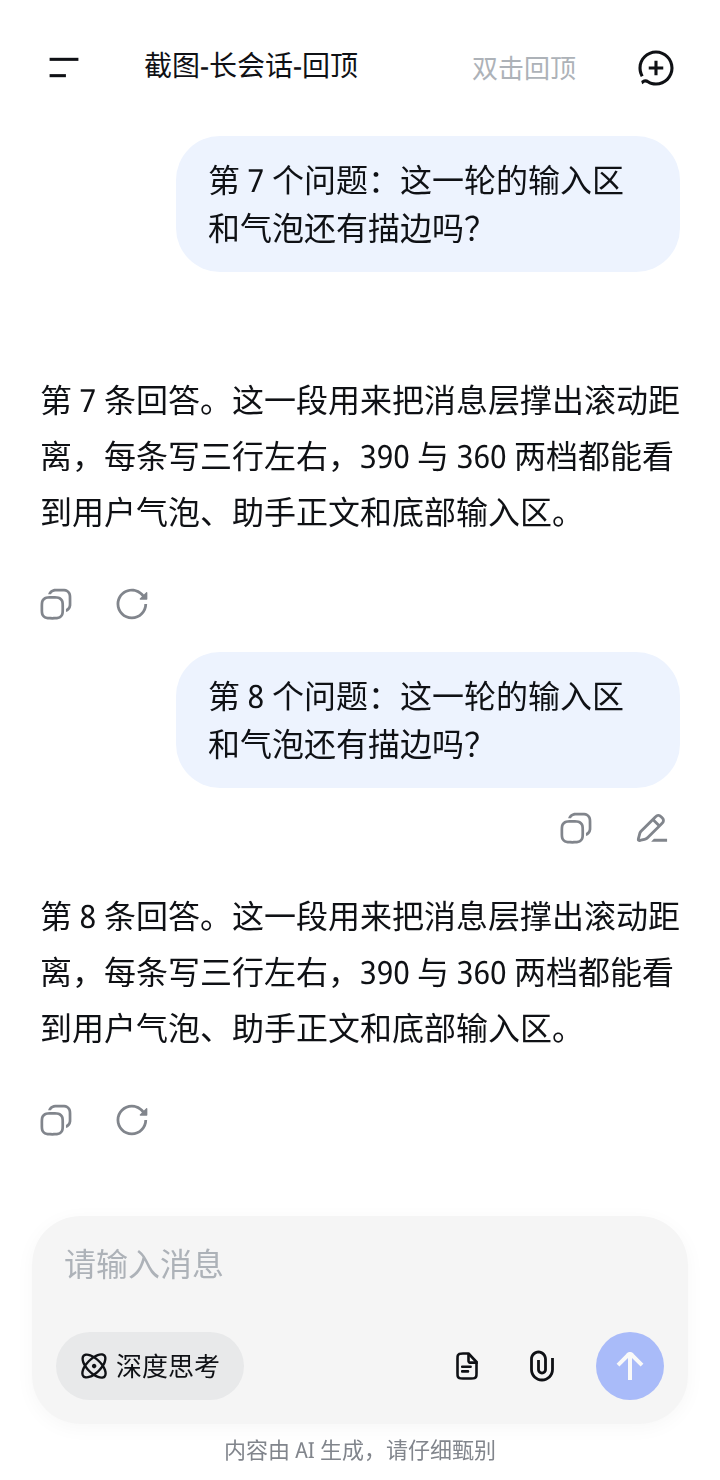 截图-长会话-回顶
双击回顶
第 7 个问题：这一轮的输入区
和气泡还有描边吗？
第 7 条回答。这一段用来把消息层撑出滚动距
离，每条写三行左右，390 与 360 两档都能看
到用户气泡、助手正文和底部输入区。
第 8 个问题：这一轮的输入区
和气泡还有描边吗？
第 8 条回答。这一段用来把消息层撑出滚动距
离，每条写三行左右，390 与 360 两档都能看
到用户气泡、助手正文和底部输入区。
请输入消息
深度思考
内容由 AI 生成，请仔细甄别